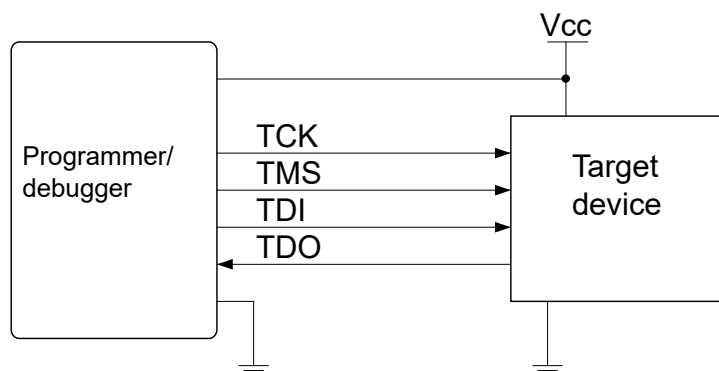 Vcc
Programmer/
debugger
TCK
TMS
TDI
TDO
Target
device